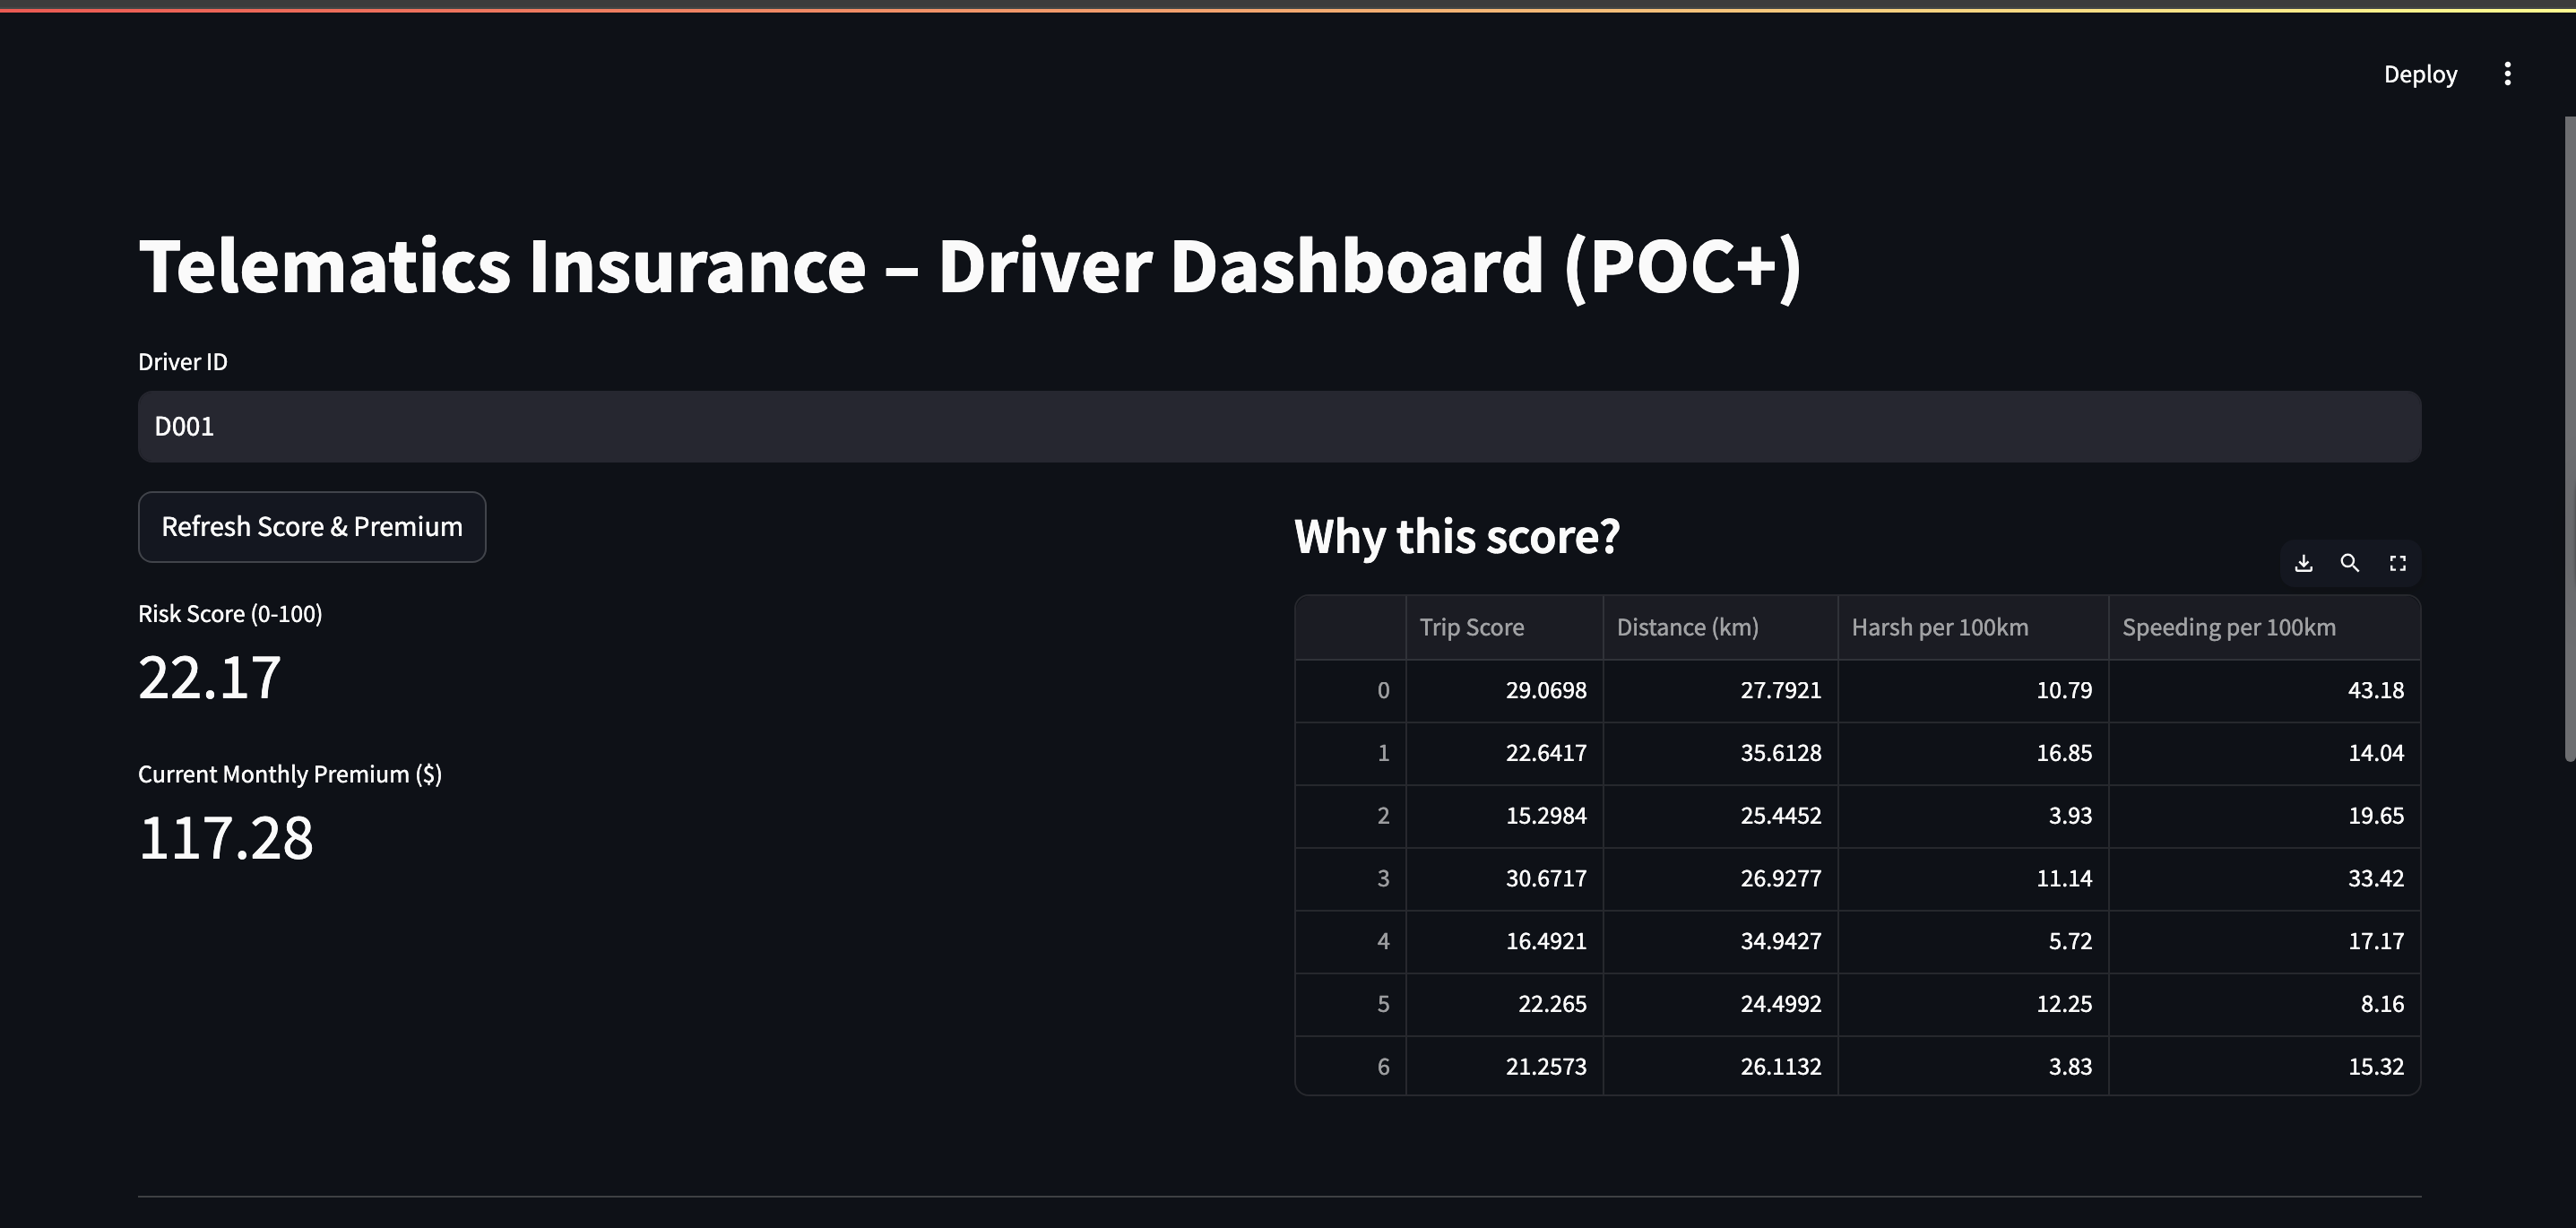 Deploy
Telematics Insurance – Driver Dashboard (POC+)
Driver ID
D001
Refresh Score & Premium
Risk Score (0-100)
22.17
Current Monthly Premium ($)
117.28
Why this score?
Trip Score Distance (km) Harsh per 100km Speeding per 100km
0 29.0698 27.7921 10.79 43.18
1 22.6417 35.6128 16.85 14.04
2 15.2984 25.4452 3.93 19.65
3 30.6717 26.9277 11.14 33.42
4 16.4921 34.9427 5.72 17.17
5 22.265 24.4992 12.25 8.16
6 21.2573 26.1132 3.83 15.32